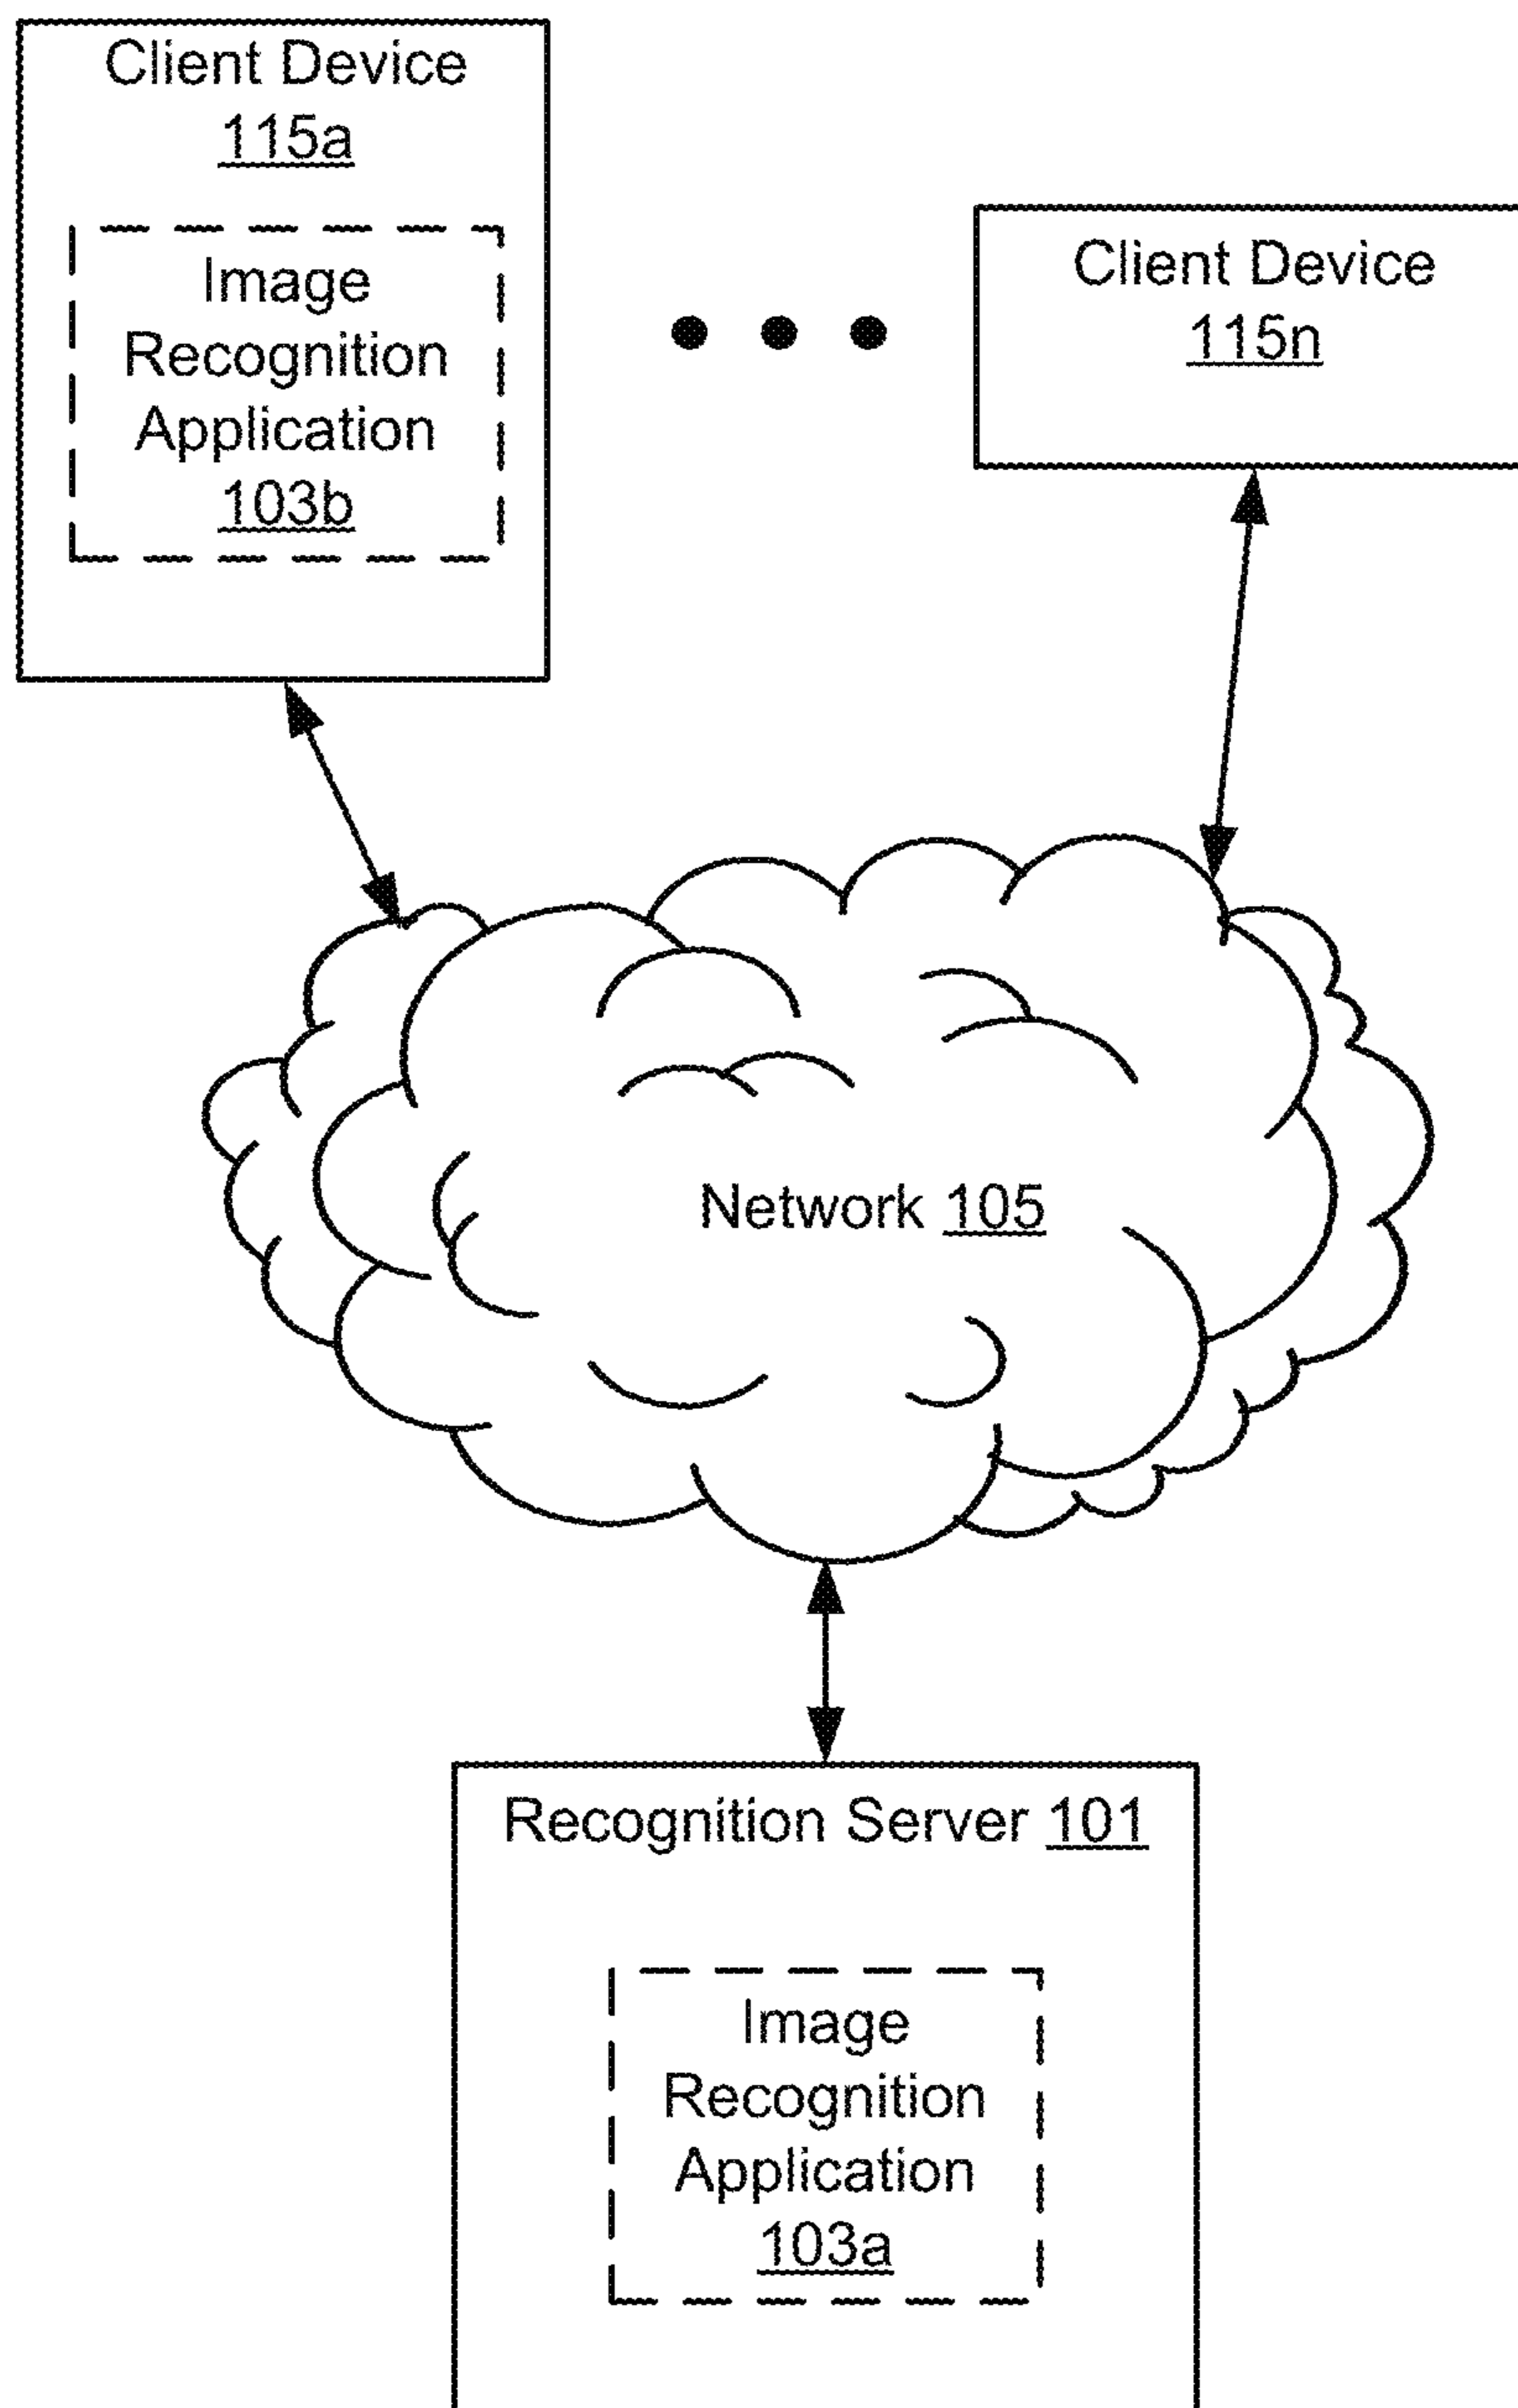 Client Device
115a
Image
Recognition
Application
103b
Client Device
115n
Network 105
Recognition Server 101
Image
Recognition
Application
103a